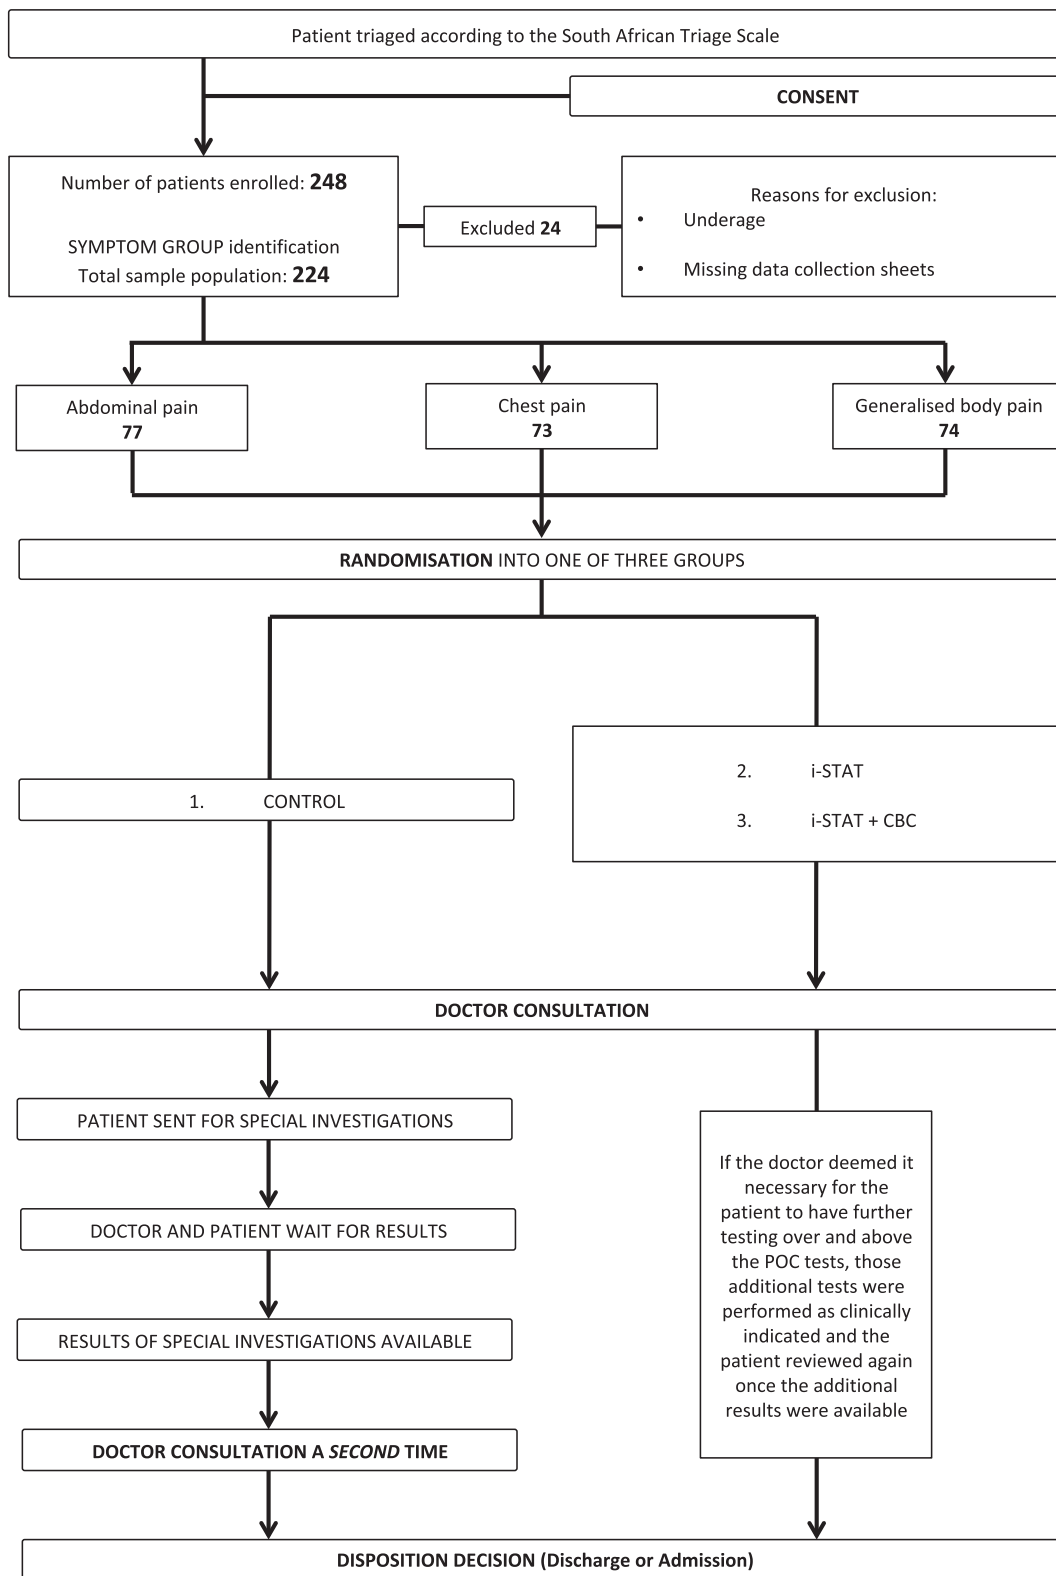 Patient triaged according to the South African Triage Scale
CONSENT
Number of patients enrolled: 248
SYMPTOM GROUP identification
Total sample population: 224
Excluded 24
Reasons for exclusion:
• Underage
• Missing data collection sheets
Abdominal pain
77
Chest pain
73
Generalised body pain
74
RANDOMISATION INTO ONE OF THREE GROUPS
1. CONTROL
2. i-STAT
3. i-STAT + CBC
DOCTOR CONSULTATION
PATIENT SENT FOR SPECIAL INVESTIGATIONS
DOCTOR AND PATIENT WAIT FOR RESULTS
RESULTS OF SPECIAL INVESTIGATIONS AVAILABLE
DOCTOR CONSULTATION A SECOND TIME
If the doctor deemed it
necessary for the
patient to have further
testing over and above
the POC tests, those
additional tests were
performed as clinically
indicated and the
patient reviewed again
once the additional
results were available
DISPOSITION DECISION (Discharge or Admission)